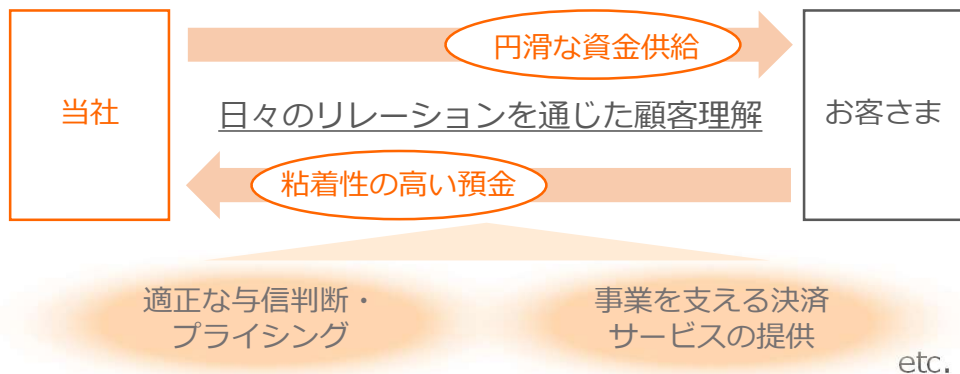 円滑な資金供給
当社
日々のリレーションを通じた顧客理解
お客さま
粘着性の高い預金
適正な与信判断・
プライシング
事業を支える決済
サービスの提供
etc.